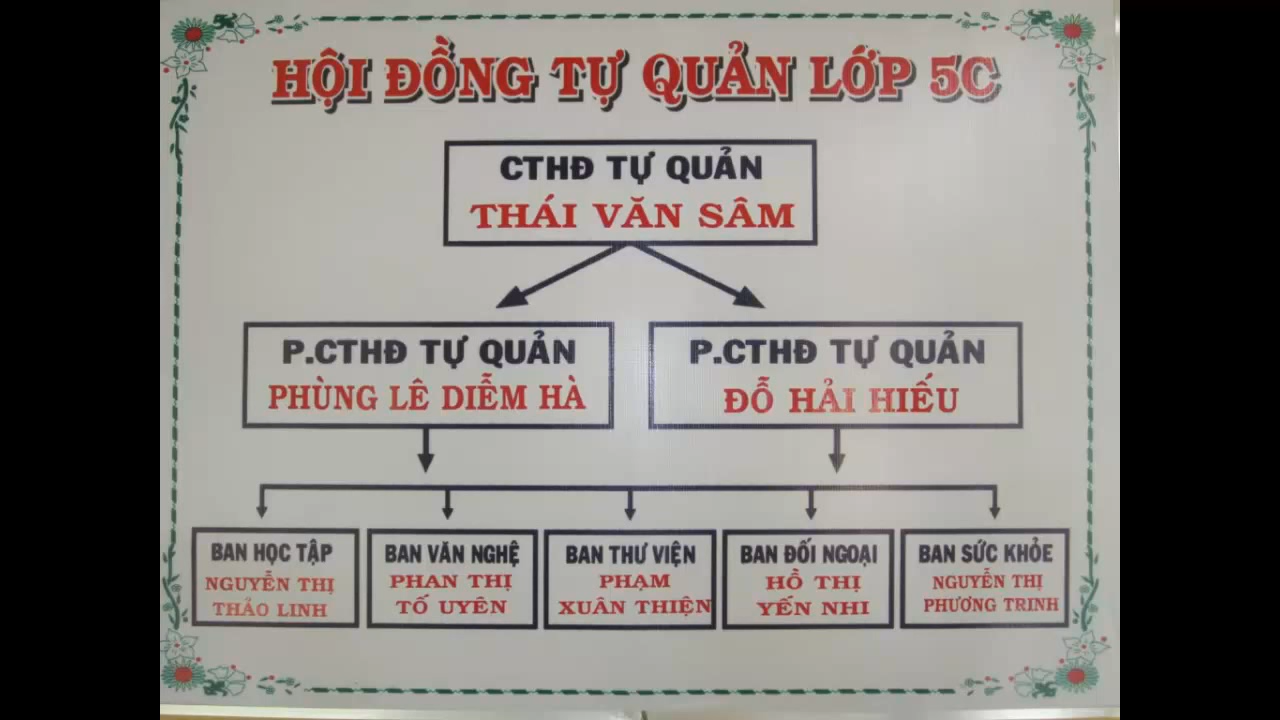 HỘI ĐỒNG TỰ QUẢN LỚP 5C
CTHĐ TỰ QUẢN
THÁI VĂN SÂM
P.CTHĐ TỰ QUẢN
PHÙNG LÊ DIỄM HÀ
P.CTHĐ TỰ QUẢN
ĐỖ HẢI HIẾU
BAN HỌC TẬP
NGUYỄN THỊ
THẢO LINH
BAN VĂN NGHỆ
PHAN THỊ
TỐ UYÊN
BAN THƯ VIỆN
PHẠM
XUÂN THIỆN
BAN ĐỐI NGOẠI
HỒ THỊ
YẾN NHI
BAN SỨC KHỎE
NGUYỄN THỊ
PHƯƠNG TRINH